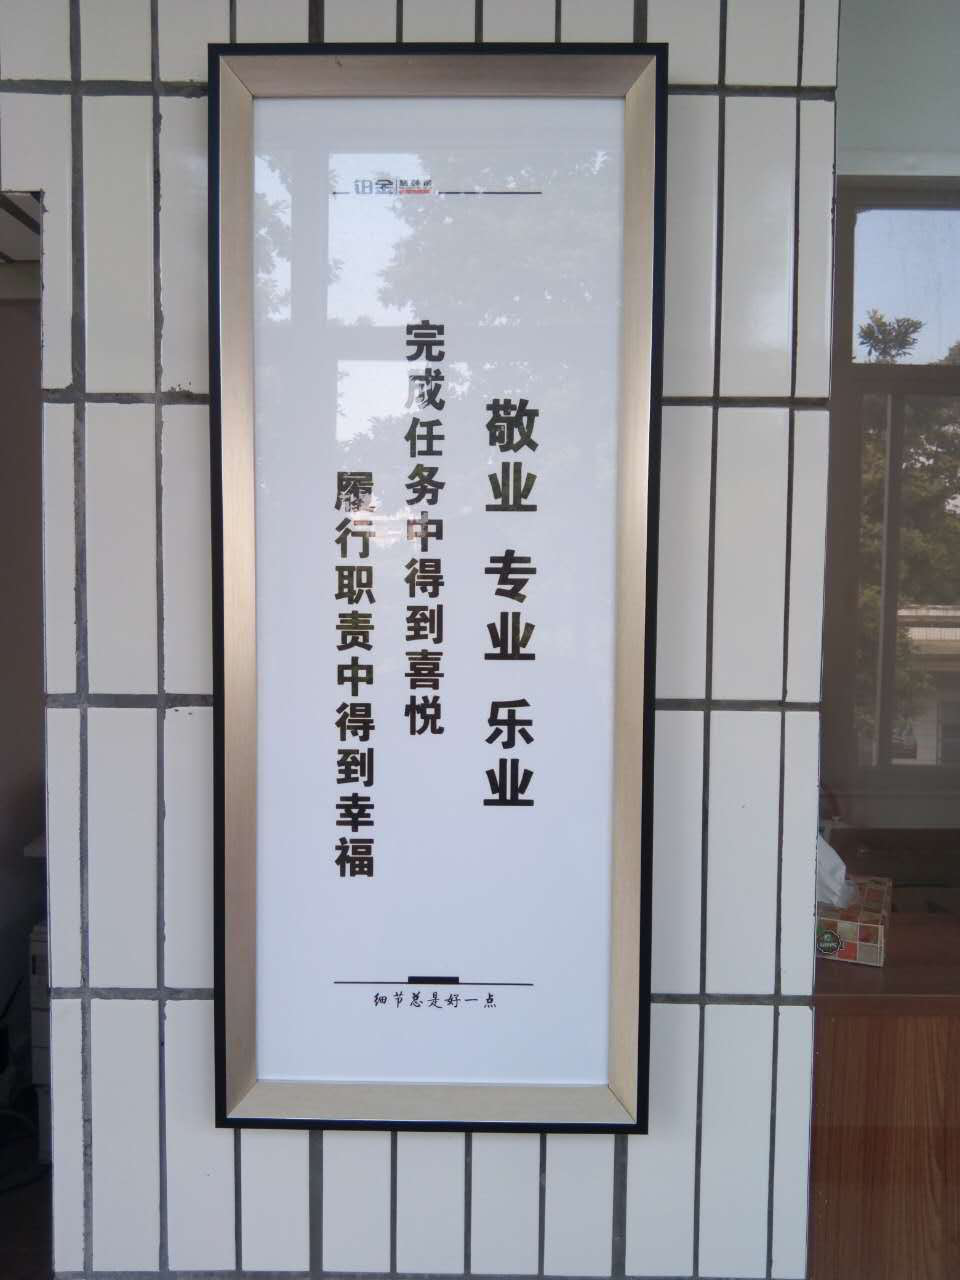 铂金
敬业 专业 乐业
完成任务中得到喜悦
履行职责中得到幸福
细节总是好一点